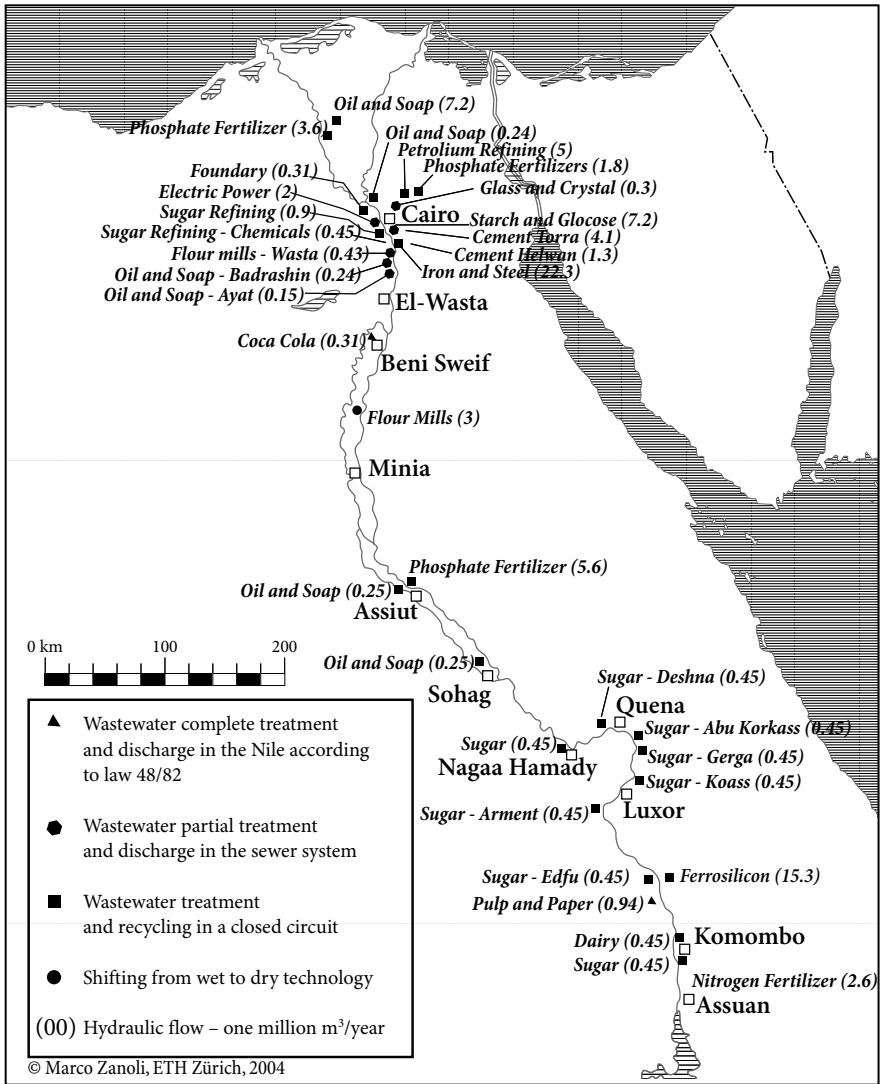 Oil and Soap (7.2)
Phosphate Fertilizer (3.6)
Oil and Soap (0.24)
Petrolium Refining (5)
Phosphate Fertilizers (1.8)
Foundary (0.31)
Glass and Crystal (0.3)
Electric Power (2)
Sugar Refining (0.9)
Cairo
Starch and Glocose (7.2)
Sugar Refining - Chemicals (0.45)
Cement Torra (4.1)
Flour mills - Wasta (0.43)
Cement Helwan (1.3)
Oil and Soap - Badrashin (0.24)
Iron and Steel (22.3)
Oil and Soap - Ayat (0.15)
El-Wasta
Coca Cola (0.31)
Beni Sweif
Flour Mills (3)
Minia
Phosphate Fertilizer (5.6)
Oil and Soap (0.25)
Assiut
0 km 100 200
Oil and Soap (0.25)
Sohag
Sugar - Deshna (0.45)
Quena
Sugar - Abu Korkass (0.45)
Sugar (0.45)
Nagaa Hamady
Sugar - Gerga (0.45)
Sugar - Koass (0.45)
Luxor
Sugar - Arment (0.45)
Sugar - Edfu (0.45)
Ferrosilicon (15.3)
Pulp and Paper (0.94)
Dairy (0.45)
Komombo
Sugar (0.45)
Nitrogen Fertilizer (2.6)
Assuan
Wastewater complete treatment
and discharge in the Nile according
to law 48/82
Wastewater partial treatment
and discharge in the sewer system
Wastewater treatment
and recycling in a closed circuit
Shifting from wet to dry technology
(00) Hydraulic flow – one million m³/year
© Marco Zanoli, ETH Zürich, 2004